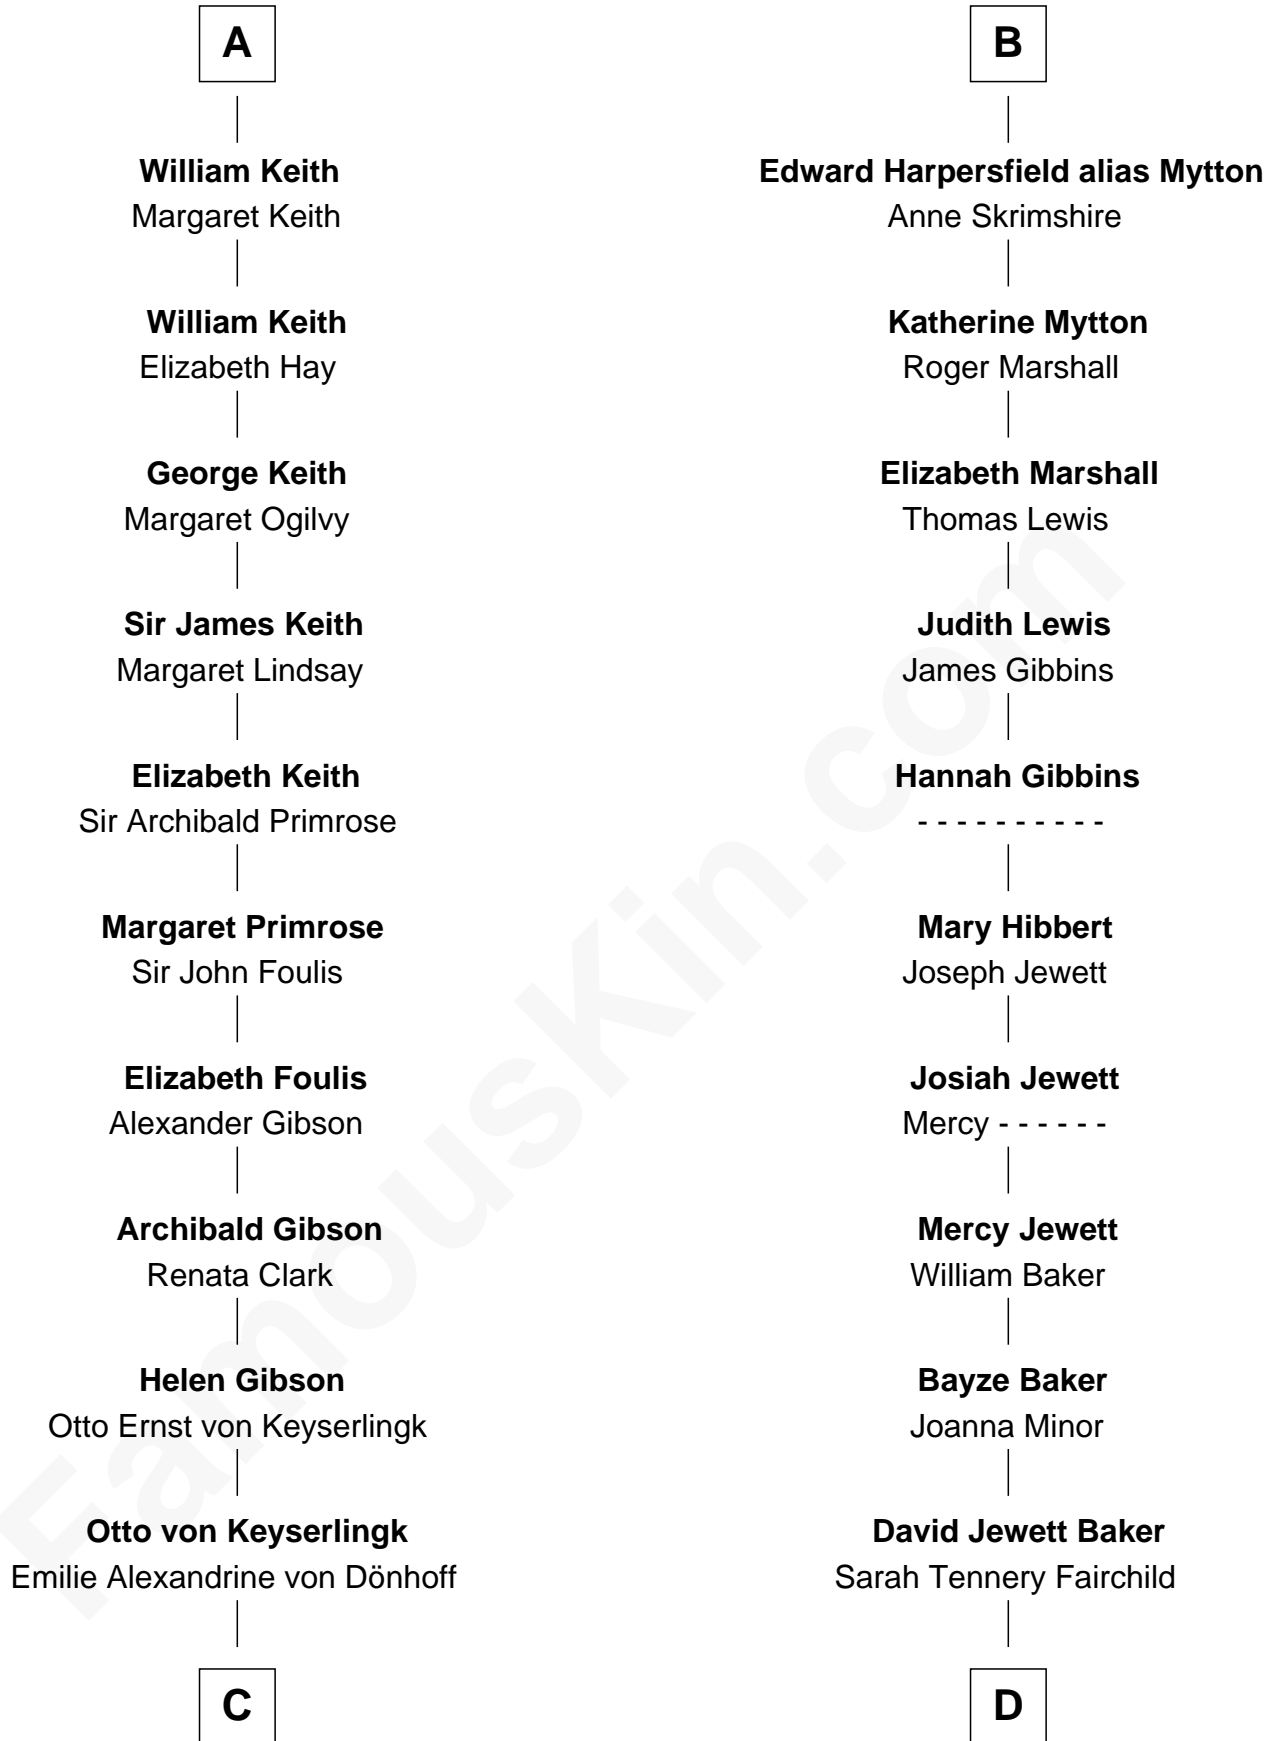 A
William Keith
Margaret Keith
William Keith
Elizabeth Hay
George Keith
Margaret Ogilvy
Sir James Keith
Margaret Lindsay
Elizabeth Keith
Sir Archibald Primrose
Margaret Primrose
Sir John Foulis
Elizabeth Foulis
Alexander Gibson
Archibald Gibson
Renata Clark
Helen Gibson
Otto Ernst von Keyserlingk
Otto von Keyserlingk
Emilie Alexandrine von Dönhoff
C
B
Edward Harpersfield alias Mytton
Anne Skrimshire
Katherine Mytton
Roger Marshall
Elizabeth Marshall
Thomas Lewis
Judith Lewis
James Gibbins
Hannah Gibbins
- - - - - - - - - -
Mary Hibbert
Joseph Jewett
Josiah Jewett
Mercy - - - - - -
Mercy Jewett
William Baker
Bayze Baker
Joanna Minor
David Jewett Baker
Sarah Tennery Fairchild
D
FamousKin.com